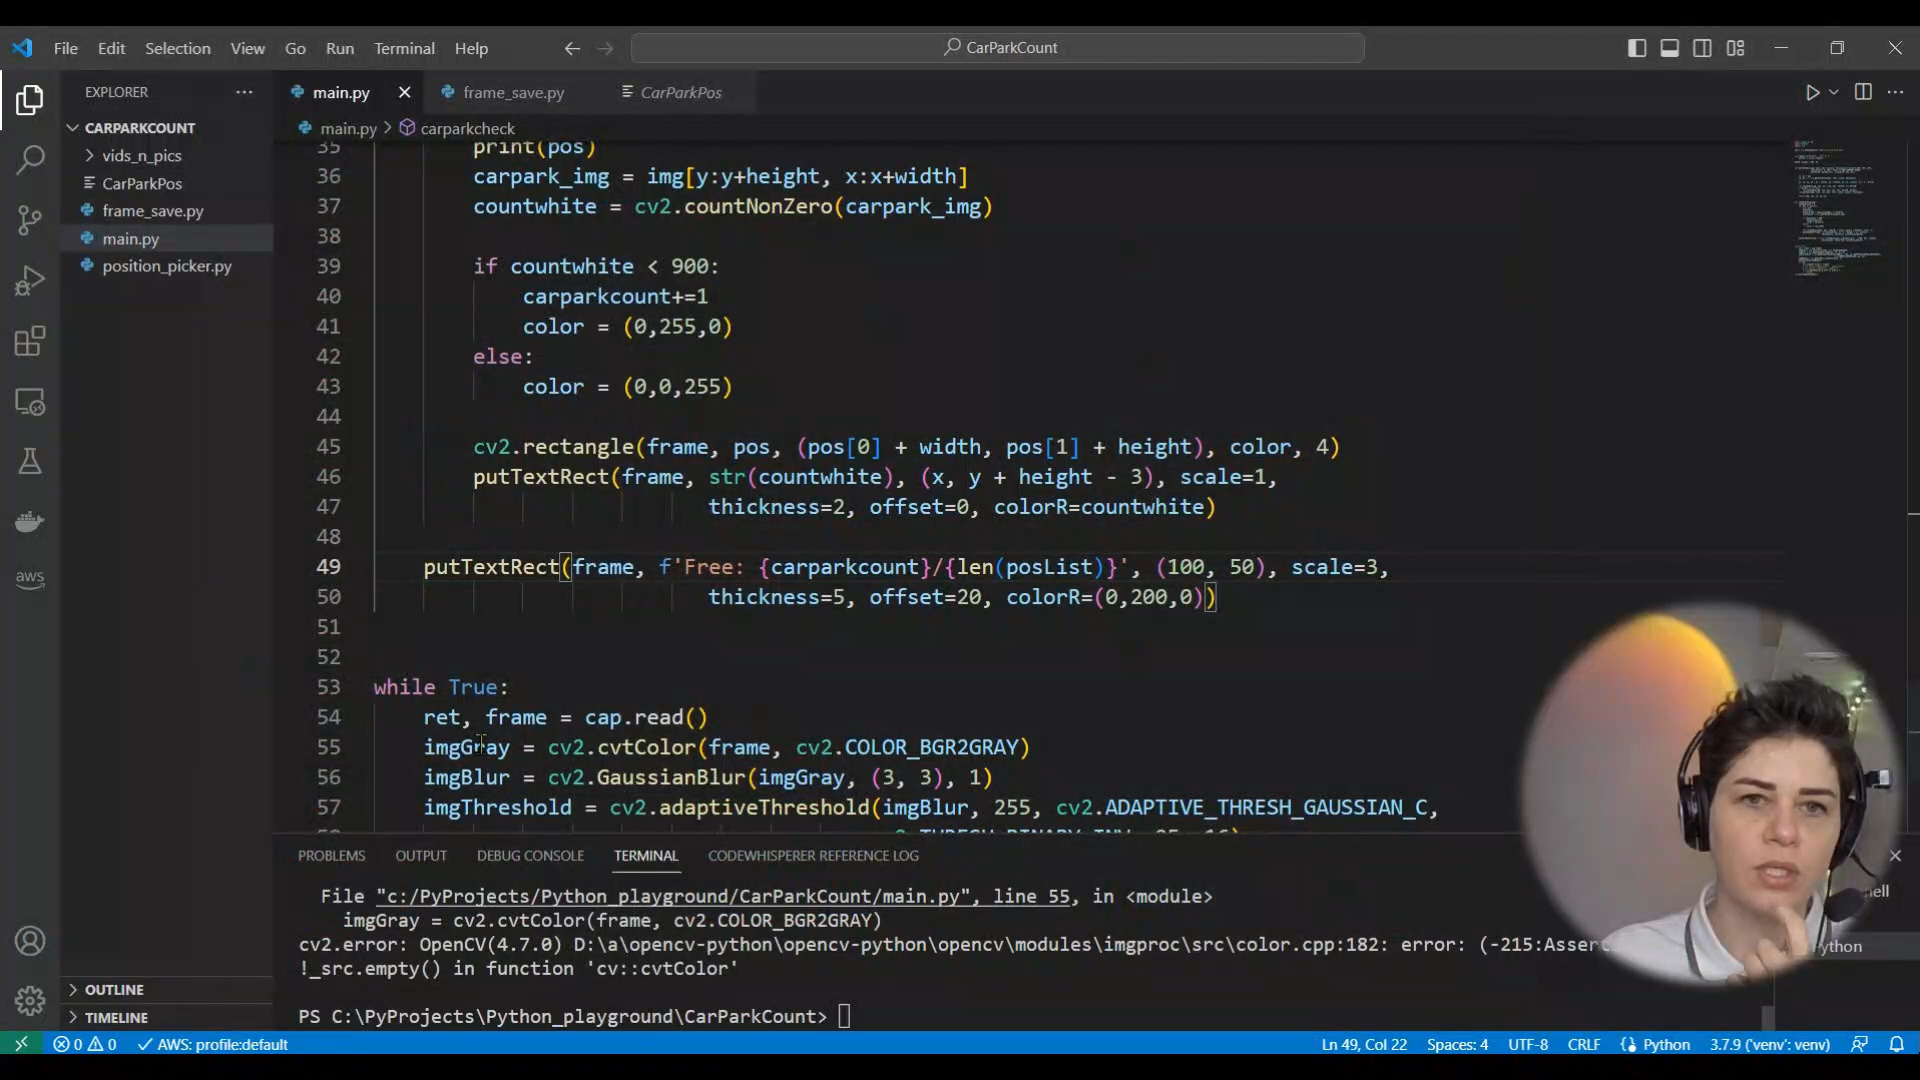 File Edit Selection View Go Run Terminal Help CarParkCount
EXPLORER
main.py frame_save.py CarParkPos
CARPARKCOUNT
main.py > carparkcheck
vids_n_pics
CarParkPos
frame_save.py
main.py
position_picker.py
35 print(pos)
36 carpark_img = img[y:y+height, x:x+width]
37 countwhite = cv2.countNonZero(carpark_img)
38
39 if countwhite < 900:
40 carparkcount+=1
41 color = (0,255,0)
42 else:
43 color = (0,0,255)
44
45 cv2.rectangle(frame, pos, (pos[0] + width, pos[1] + height), color, 4)
46 putTextRect(frame, str(countwhite), (x, y + height - 3), scale=1,
47 thickness=2, offset=0, colorR=countwhite)
48
49 putTextRect(frame, f'Free: {carparkcount}/{len(posList)}', (100, 50), scale=3,
50 thickness=5, offset=20, colorR=(0,200,0))
51
52
53 while True:
54 ret, frame = cap.read()
55 imgGray = cv2.cvtColor(frame, cv2.COLOR_BGR2GRAY)
56 imgBlur = cv2.GaussianBlur(imgGray, (3, 3), 1)
57 imgThreshold = cv2.adaptiveThreshold(imgBlur, 255, cv2.ADAPTIVE_THRESH_GAUSSIAN_C,
aws
PROBLEMS OUTPUT DEBUG CONSOLE TERMINAL CODEWHISPERER REFERENCE LOG
File "c:/PyProjects/Python_playground/CarParkCount/main.py", line 55, in <module>
imgGray = cv2.cvtColor(frame, cv2.COLOR_BGR2GRAY)
cv2.error: OpenCV(4.7.0) D:\a\opencv-python\opencv-python\opencv\modules\imgproc\src\color.cpp:182: error: (-215:Assert
!_src.empty() in function 'cv::cvtColor'
PS C:\PyProjects\Python_playground\CarParkCount>
OUTLINE
TIMELINE
0 0 AWS: profile:default Ln 49, Col 22 Spaces: 4 UTF-8 CRLF Python 3.7.9 ('venv': venv)